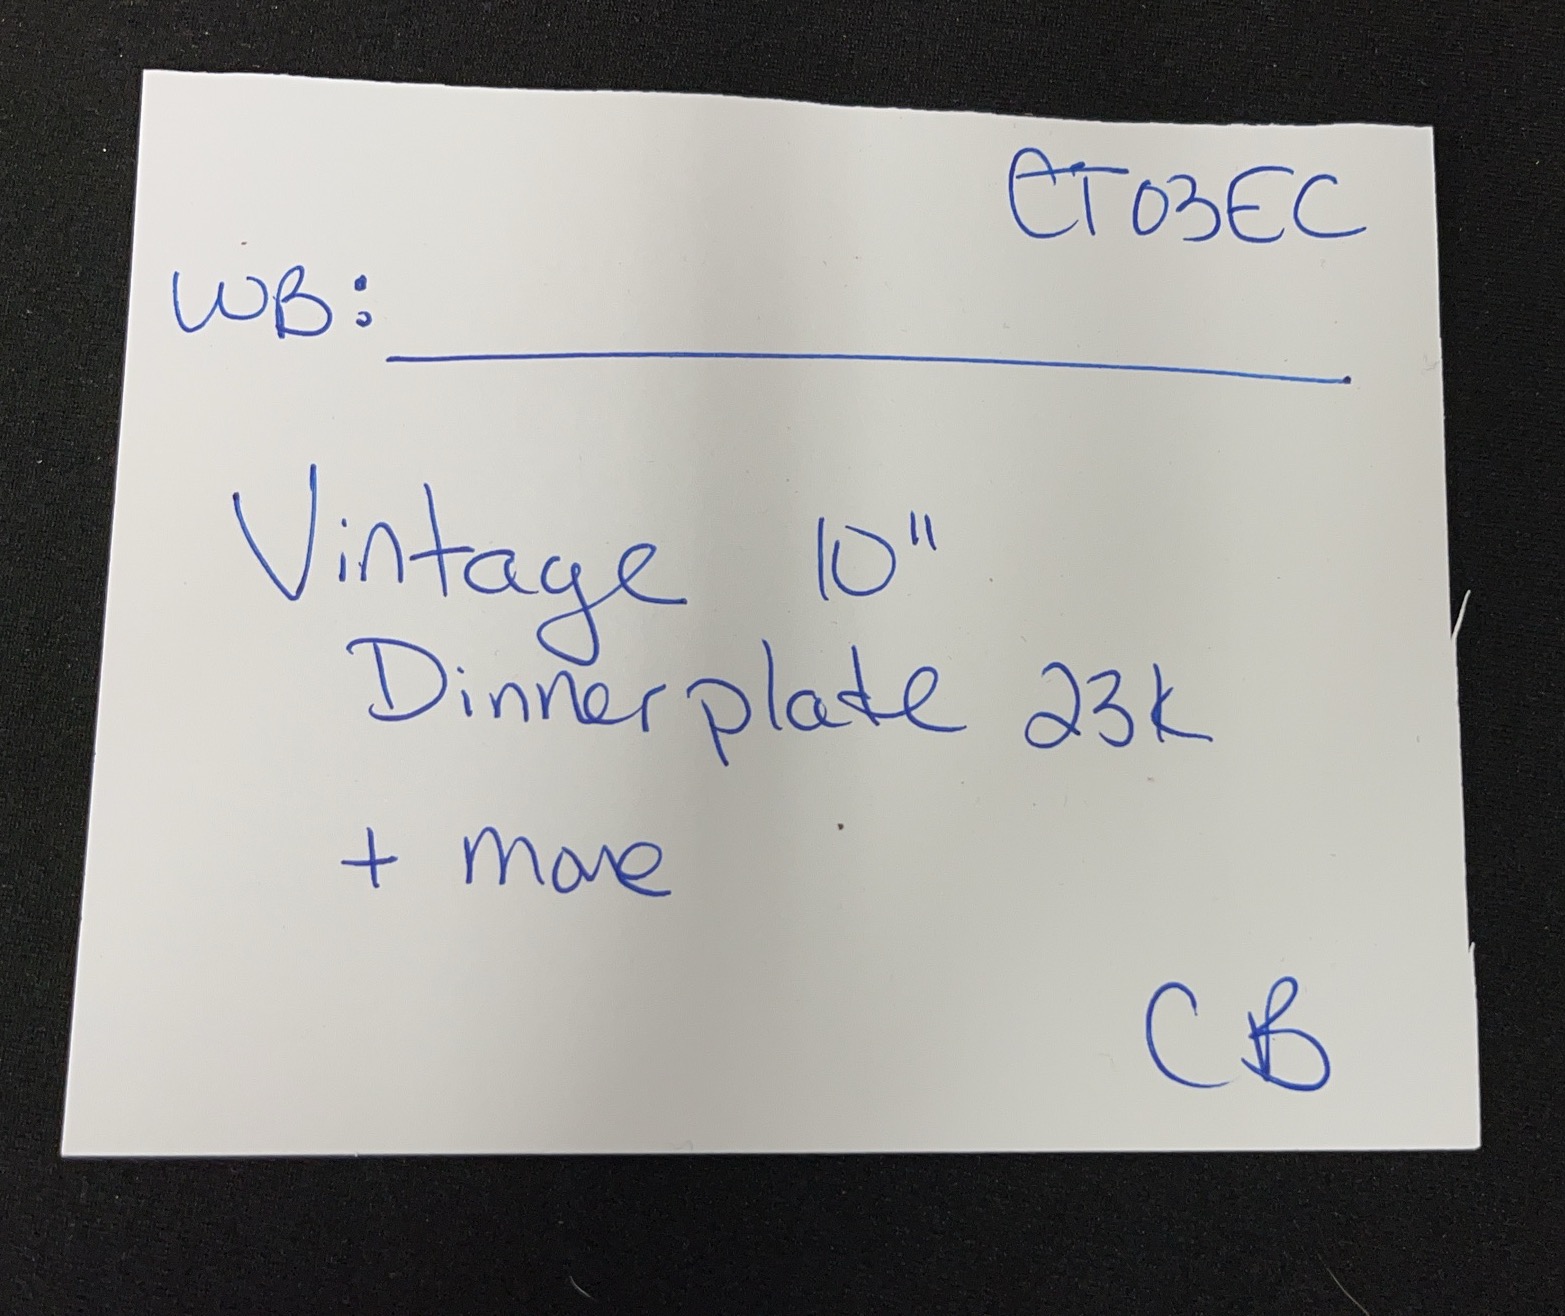 CT03EC
WB:
Vintage 10"
Dinnerplate 23k
+ more
CB